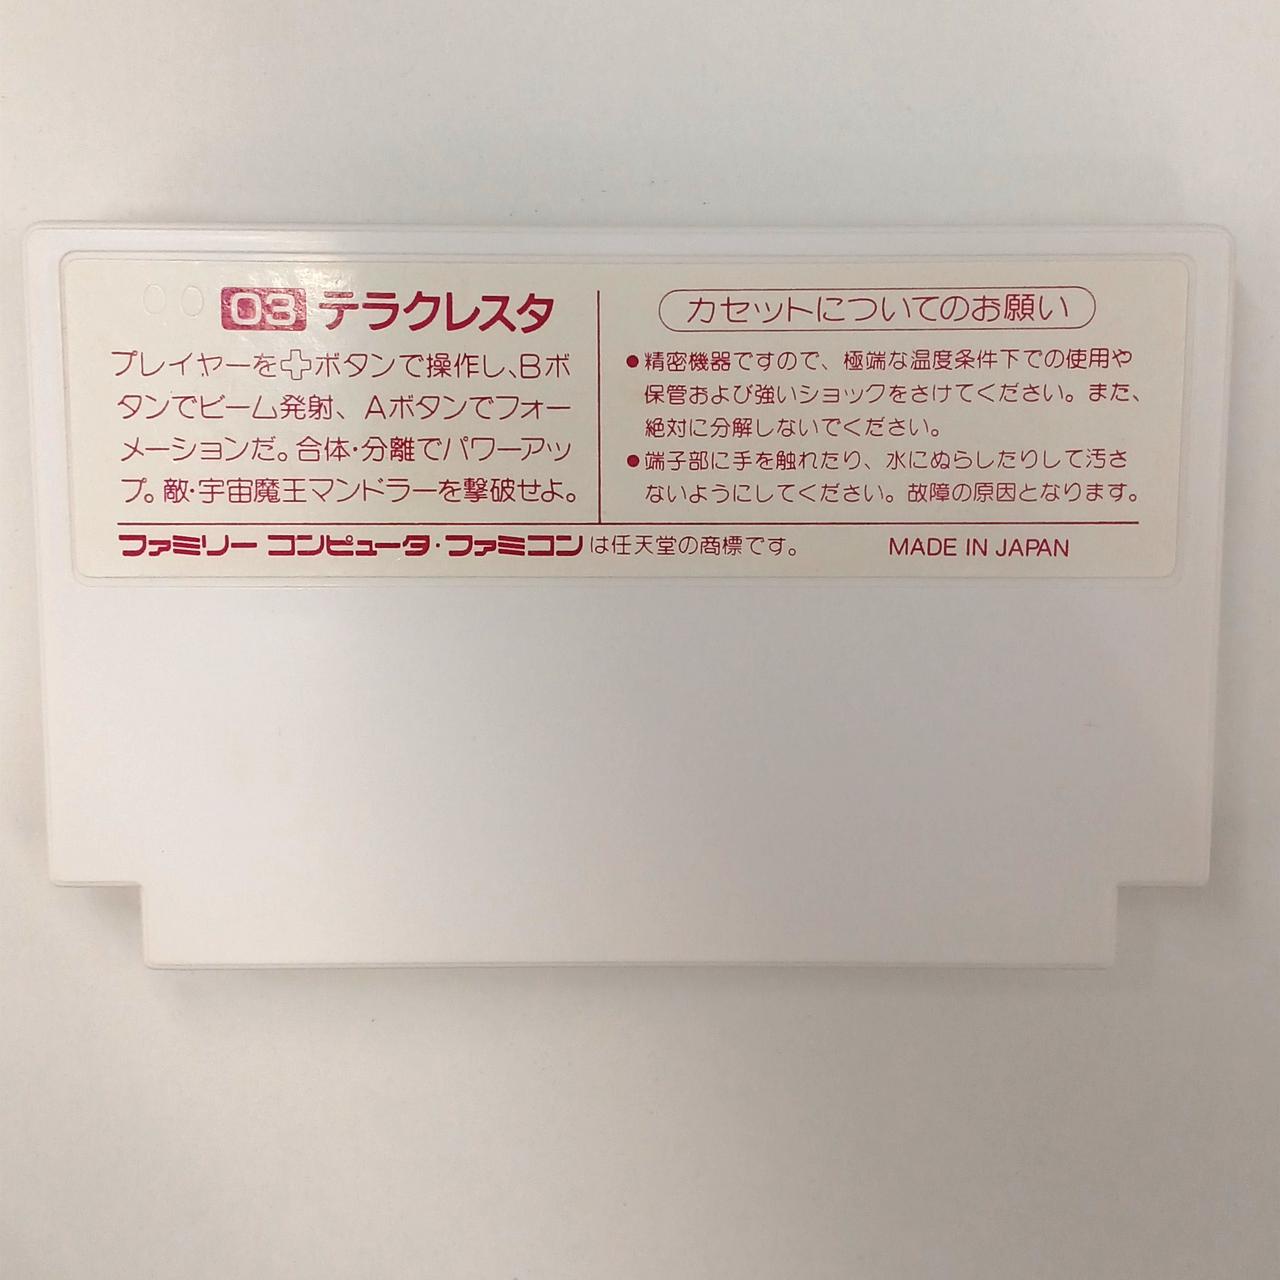 00
03 テラクレスタ
プレイヤーを✚ボタンで操作し、Bボ
タンでビーム発射、Aボタンでフォー
メーションだ。合体・分離でパワーアッ
プ。敵・宇宙魔王マンドラーを撃破せよ。
カセットについてのお願い
●精密機器ですので、極端な温度条件下での使用や
保管および強いショックをさけてください。また、
絶対に分解しないでください。
●端子部に手を触れたり、水にぬらしたりして汚さ
ないようにしてください。故障の原因となります。
ファミリー コンピュータ・ファミコンは任天堂の商標です。
MADE IN JAPAN